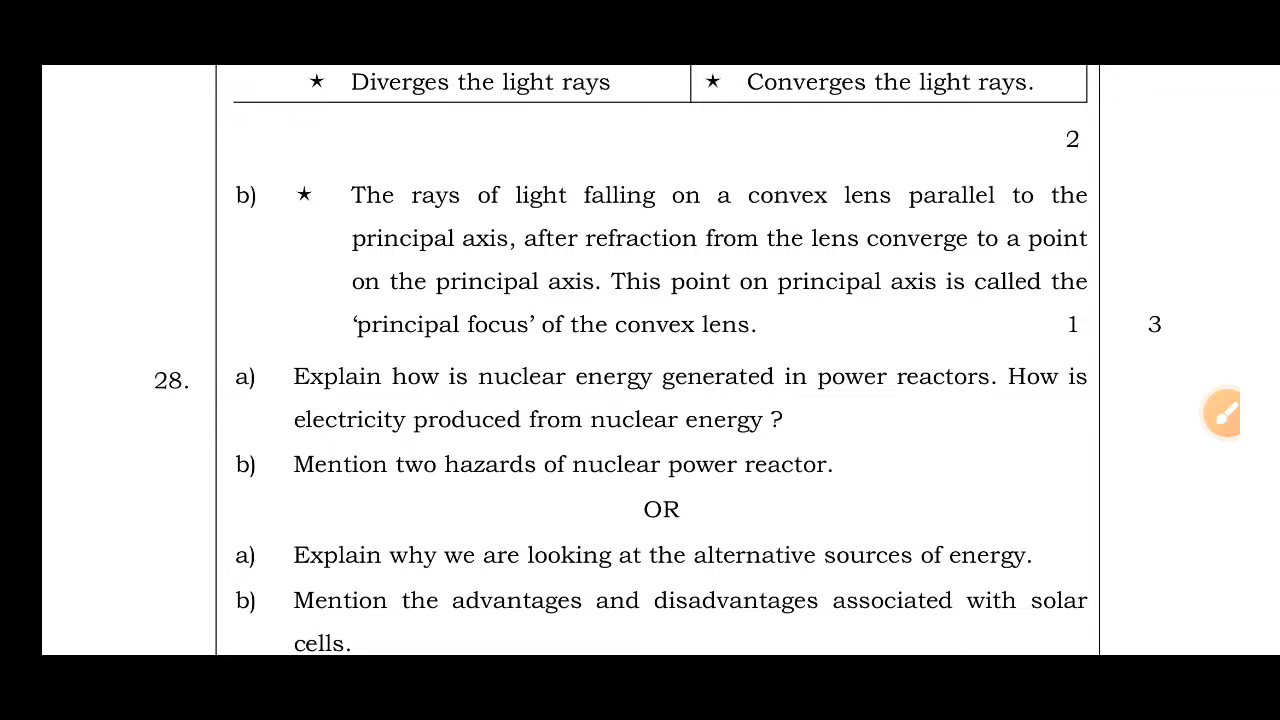 ★ Diverges the light rays ★ Converges the light rays.
2
b) ★ The rays of light falling on a convex lens parallel to the
principal axis, after refraction from the lens converge to a point
on the principal axis. This point on principal axis is called the
‘principal focus’ of the convex lens. 1 3
28. a) Explain how is nuclear energy generated in power reactors. How is
electricity produced from nuclear energy ?
b) Mention two hazards of nuclear power reactor.
OR
a) Explain why we are looking at the alternative sources of energy.
b) Mention the advantages and disadvantages associated with solar
cells.